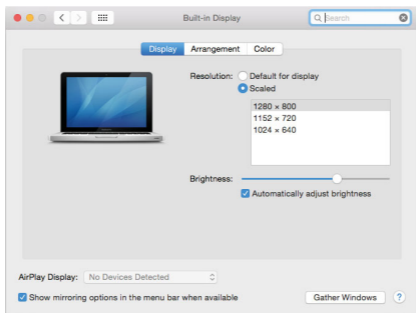 Built-in Display
Search
Display Arrangement Color
Resolution: Default for display
Scaled
1280 × 800
1152 × 720
1024 × 640
Brightness:
Automatically adjust brightness
AirPlay Display: No Devices Detected
Show mirroring options in the menu bar when available
Gather Windows ?